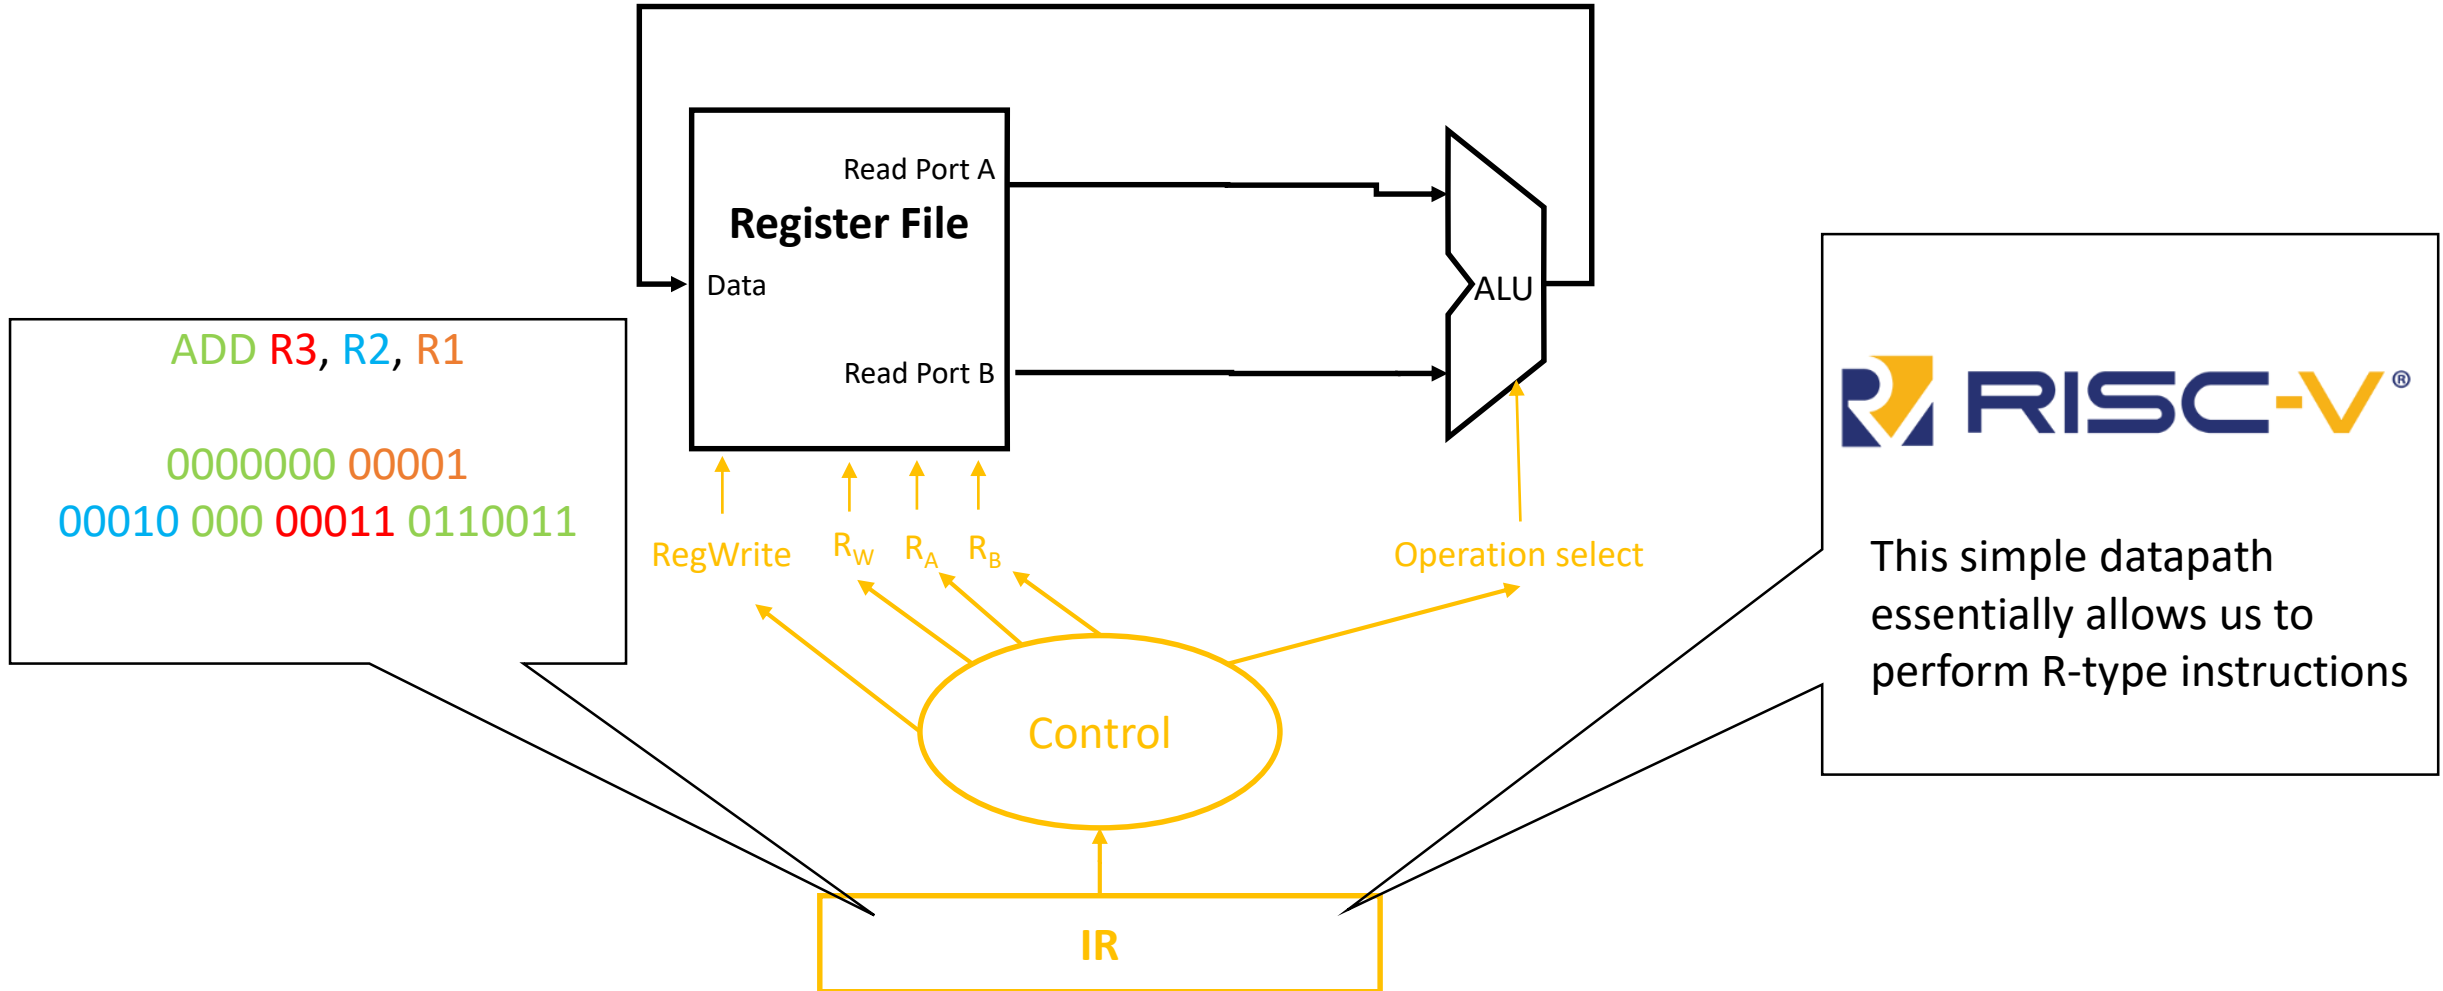 Read Port A
Register File
Data
ALU
Read Port B
ADD R3, R2, R1
0000000 00001
00010 000 00011 0110011
RISC-V®
This simple datapath
essentially allows us to
perform R-type instructions
RegWrite
RW
RA
RB
Operation select
Control
IR